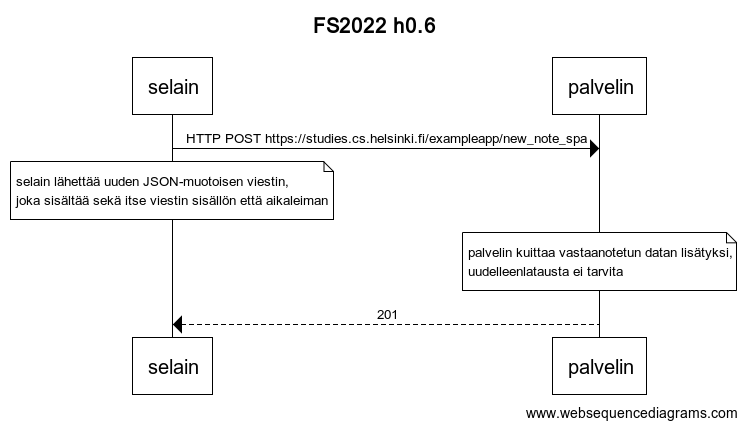 FS2022 h0.6
selain
palvelin
HTTP POST https://studies.cs.helsinki.fi/exampleapp/new_note_spa
selain lähettää uuden JSON-muotoisen viestin,
joka sisältää sekä itse viestin sisällön että aikaleiman
palvelin kuittaa vastaanotetun datan lisätyksi,
uudelleenlatausta ei tarvita
201
selain
palvelin
www.websequencediagrams.com